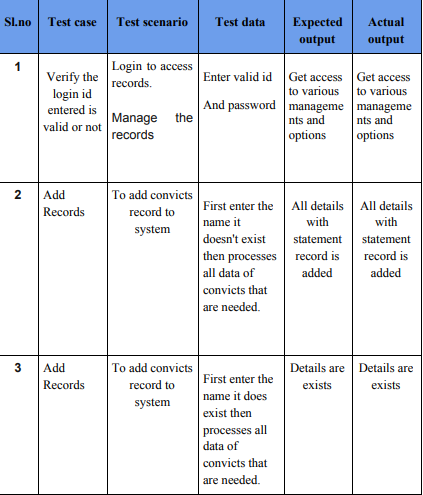 Sl.no Test case Test scenario Test data Expected output Actual output
1
Verify the
login id
entered is
valid or not
Login to access
records.
Manage the
records
Enter valid id
And password
Get access
to various
manageme
nts and
options
Get access
to various
manageme
nts and
options
2
Add
Records
To add convicts
record to
system
First enter the
name it
doesn't exist
then processes
all data of
convicts that
are needed.
All details
with
statement
record is
added
All details
with
statement
record is
added
3
Add
Records
To add convicts
record to
system
First enter the
name it does
exist then
processes all
data of
convicts that
are needed.
Details are
exists
Details are
exists